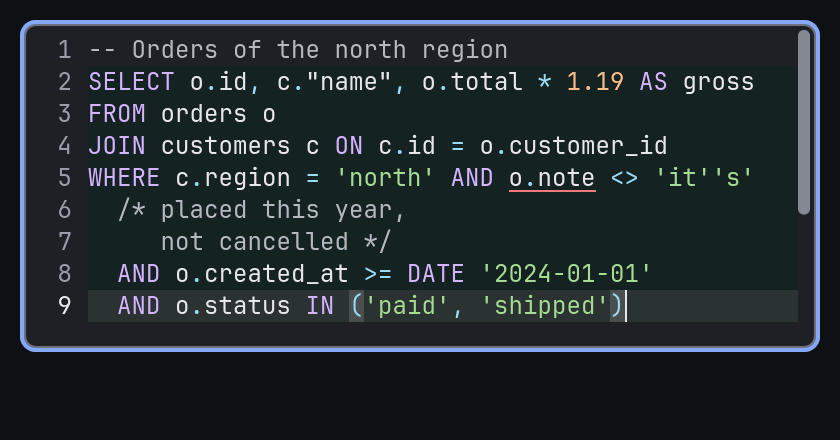 1 -- Orders of the north region
2 SELECT o.id, c."name", o.total * 1.19 AS gross
3 FROM orders o
4 JOIN customers c ON c.id = o.customer_id
5 WHERE c.region = 'north' AND o.note <> 'it''s'
6   /* placed this year,
7      not cancelled */
8   AND o.created_at >= DATE '2024-01-01'
9   AND o.status IN ('paid', 'shipped')